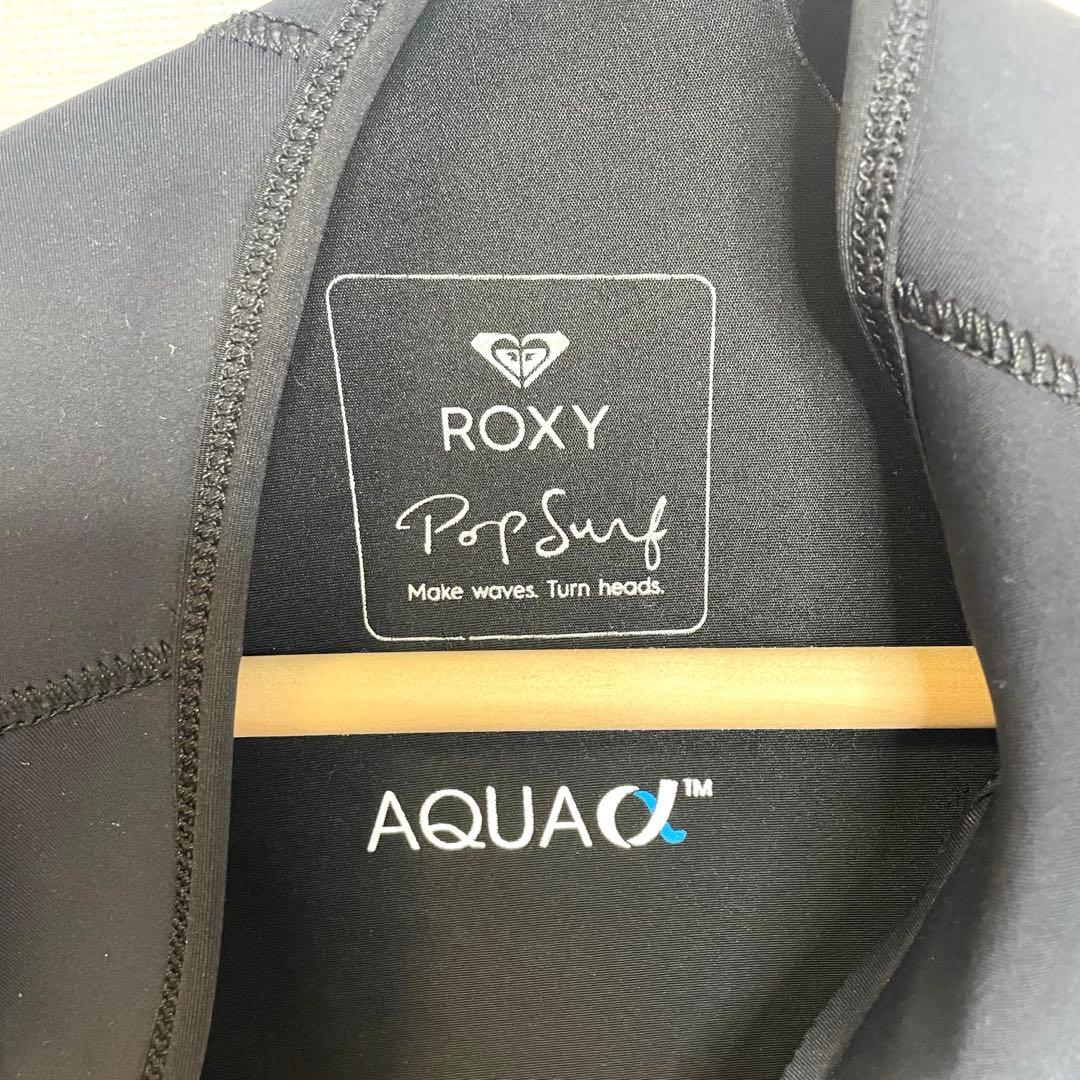 ROXY
Pop Surf
Make waves. Turn heads.
AQUAα™